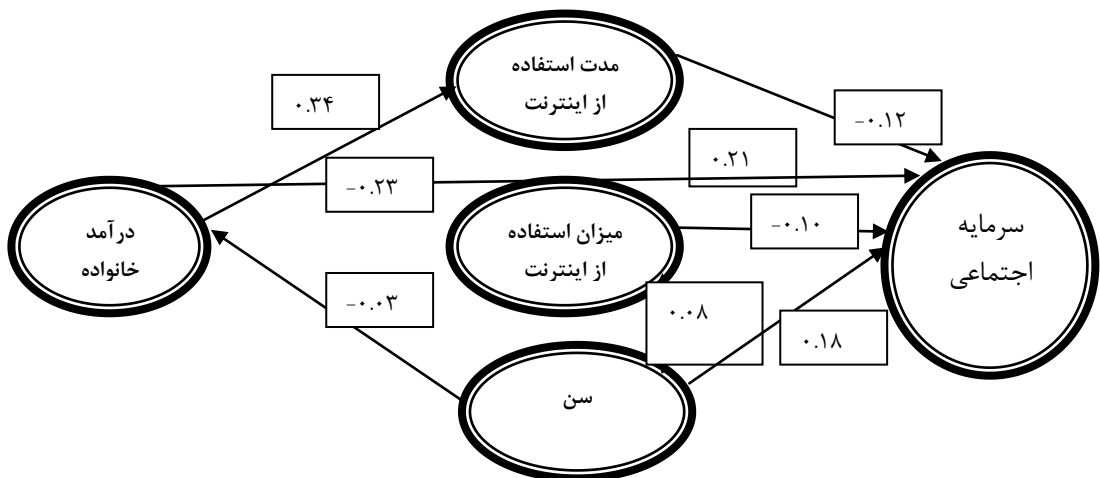 مدت استفاده
از اینترنت
۰.۳۴
-۰.۱۲
۰.۲۱
-۰.۲۳
درآمد
خانواده
میزان استفاده
از اینترنت
-۰.۱۰
سرمایه
اجتماعی
-۰.۰۳
۰.۰۸
۰.۱۸
سن